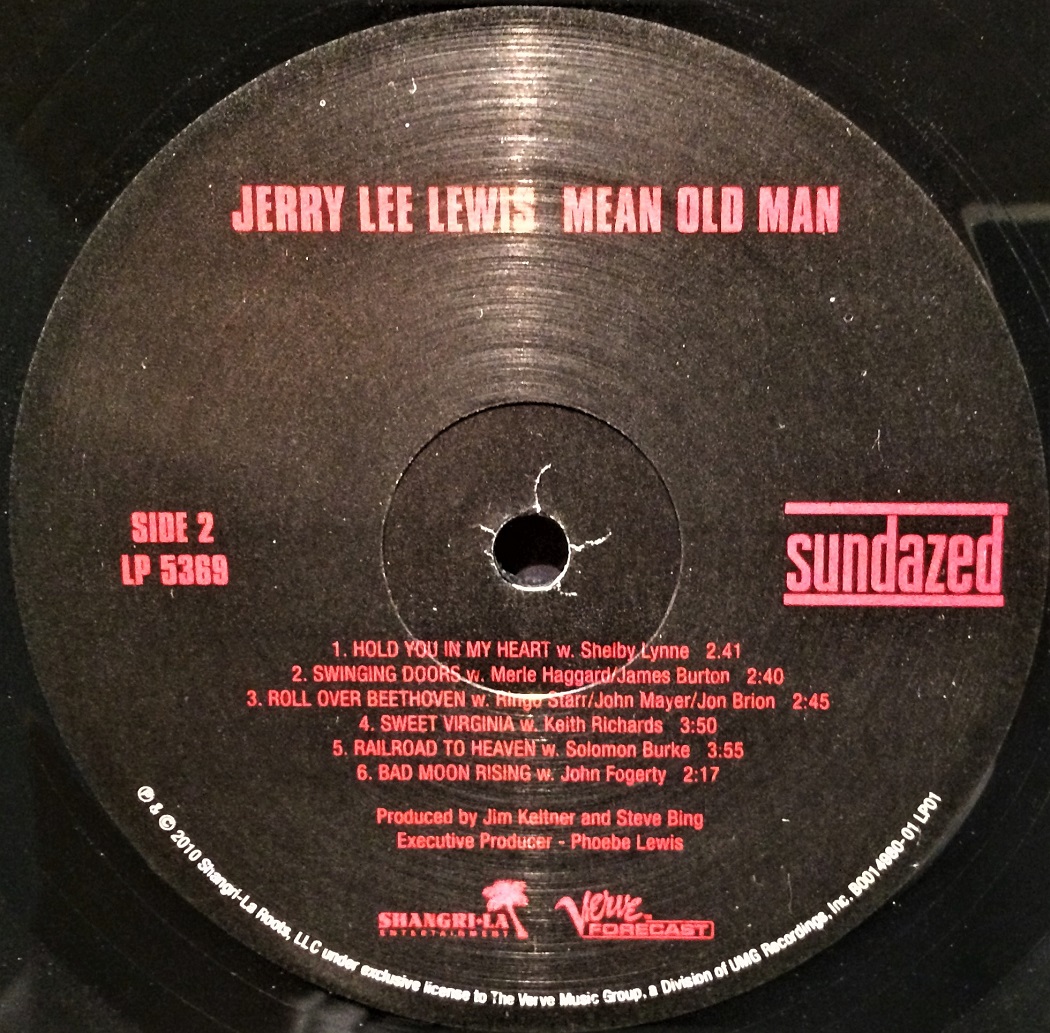 JERRY LEE LEWIS MEAN OLD MAN
SIDE 2
LP 5369
sundazed
1. HOLD YOU IN MY HEART w. Shelby Lynne 2.41
2. SWINGING DOORS w. Merle Haggard/James Burton 2:40
3. ROLL OVER BEETHOVEN w. Ringo Starr/John Mayer/Jon Brion 2:45
4. SWEET VIRGINIA w. Keith Richards 3:50
5. RAILROAD TO HEAVEN w. Solomon Burke 3:55
6. BAD MOON RISING w. John Fogerty 2:17
Produced by Jim Keltner and Steve Bing
Executive Producer - Phoebe Lewis
SHANGRI-LA
ENTERTAINMENT
Verve
FORECAST
℗ & © 2010 Shangri-La Roots, LLC under exclusive license to The Verve Music Group, a Division of UMG Recordings, Inc. B0014980-01 LP01